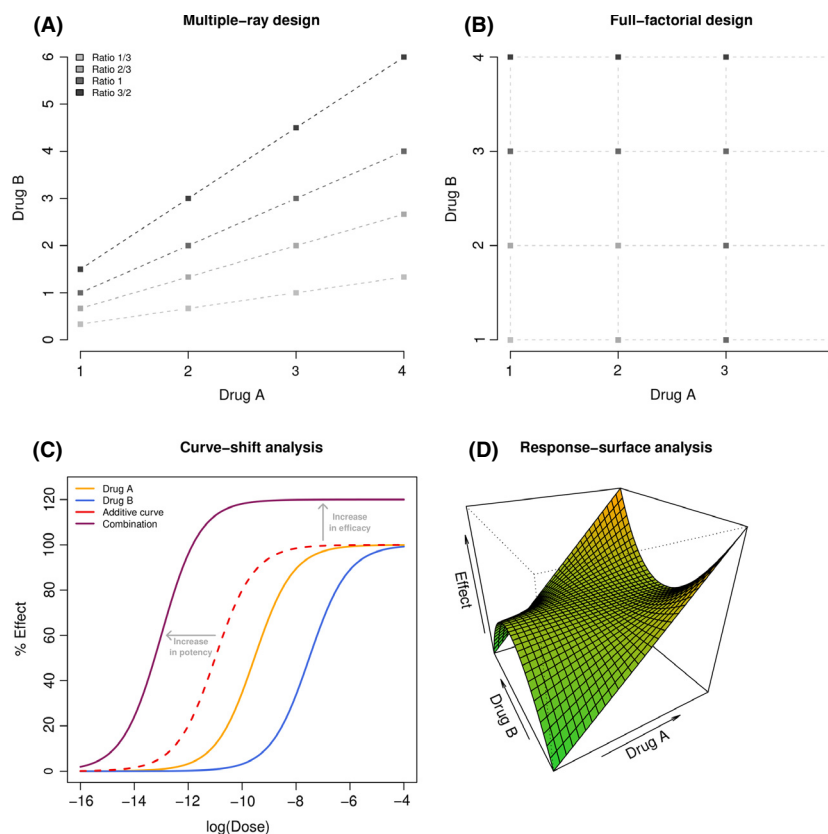 (A)
Multiple−ray design
Ratio 1/3
Ratio 2/3
Ratio 1
Ratio 3/2
6
5
4
3
2
1
0
Drug B
1 2 3 4
Drug A
(B)
Full−factorial design
4
3
2
1
Drug B
1 2 3
Drug A
(C)
Curve−shift analysis
Drug A
Drug B
Additive curve
Combination
Increase
in efficacy
Increase
in potency
120
100
80
60
40
20
0
% Effect
−16 −14 −12 −10 −8 −6 −4
log(Dose)
(D)
Response−surface analysis
Effect
Drug B
Drug A